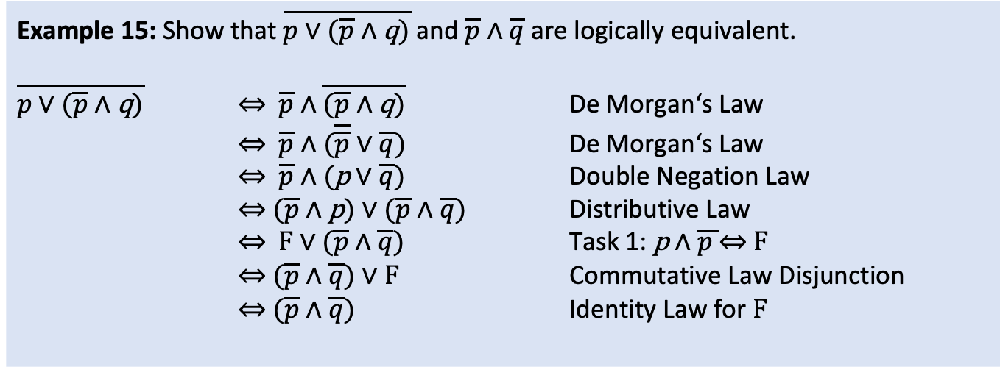 Example 15: Show that p̅ ̅∨̅ ̅(̅p̅̅ ̅∧̅ ̅q̅)̅ and p̅ ∧ q̅ are logically equivalent.
p̅ ̅∨̅ ̅(̅p̅̅ ̅∧̅ ̅q̅)̅ ⇔ p̅ ∧ (̅p̅̅ ̅∧̅ ̅q̅)̅ De Morgan‘s Law
⇔ p̅ ∧ (p̅̅ ∨ q̅) De Morgan‘s Law
⇔ p̅ ∧ (p ∨ q̅) Double Negation Law
⇔ (p̅ ∧ p) ∨ (p̅ ∧ q̅) Distributive Law
⇔ F ∨ (p̅ ∧ q̅) Task 1: p ∧ p̅ ⇔ F
⇔ (p̅ ∧ q̅) ∨ F Commutative Law Disjunction
⇔ (p̅ ∧ q̅) Identity Law for F